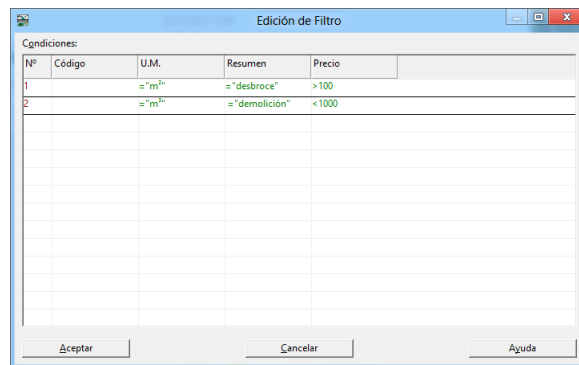 Edición de Filtro
Condiciones:
Nº Código U.M. Resumen Precio
1 ="m²" ="desbroce" >100
2 ="m²" ="demolición" <1000
Aceptar Cancelar Ayuda